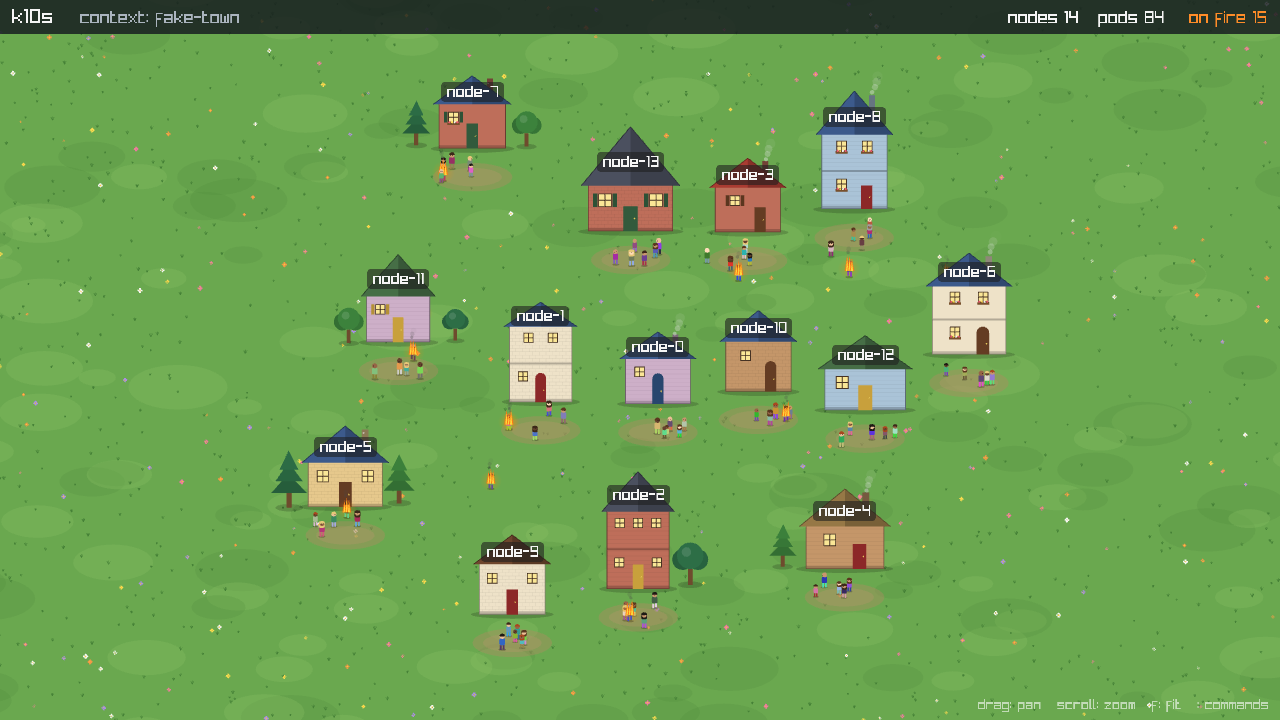 k10s context: fake-town nodes 14 pods 84 on fire 15
node-7
node-8
node-13
node-3
node-6
node-11
node-1
node-10
node-0
node-12
node-5
node-2
node-4
node-9
drag: pan scroll: zoom F: fit : commands